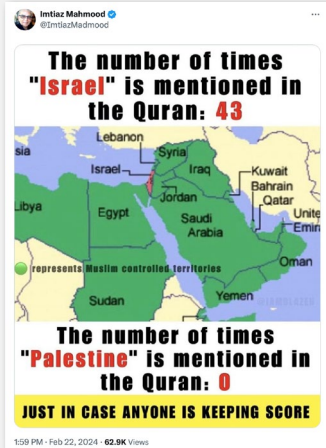 Imtiaz Mahmood
@ImtiazMadmood
The number of times
"Israel" is mentioned in
the Quran: 43
Lebanon
sia
Syria
Israel
Iraq
Kuwait
Bahrain
Jordan
Qatar
Libya
Egypt
Saudi
Arabia
Unite
Emir
represents Muslim controlled territories
Oman
Sudan
Yemen
The number of times
"Palestine" is mentioned in
the Quran: 0
JUST IN CASE ANYONE IS KEEPING SCORE
1:59 PM · Feb 22, 2024 · 62.9K Views